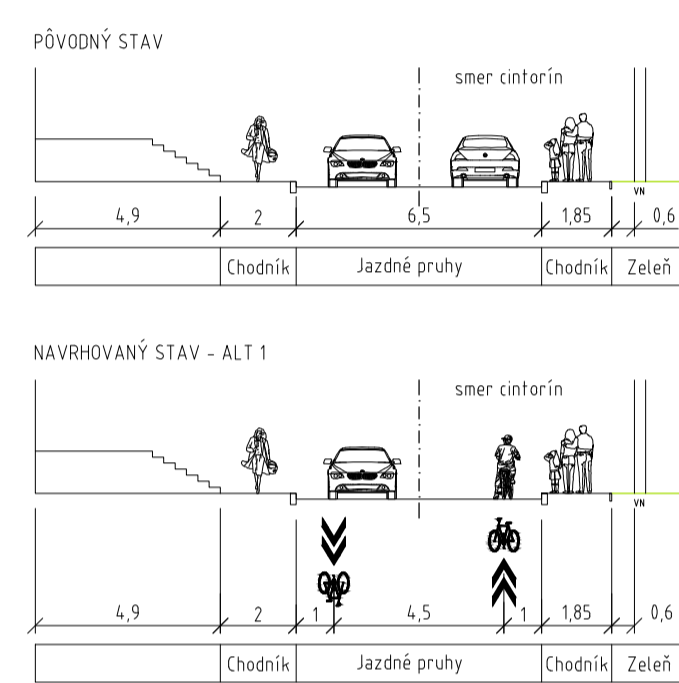 PÔVODNÝ STAV
smer cintorín
VN
4,9 2 6,5 1,85 0,6
Chodník Jazdné pruhy Chodník Zeleň
NAVRHOVANÝ STAV - ALT 1
smer cintorín
VN
4,9 2 1 4,5 1 1,85 0,6
Chodník Jazdné pruhy Chodník Zeleň